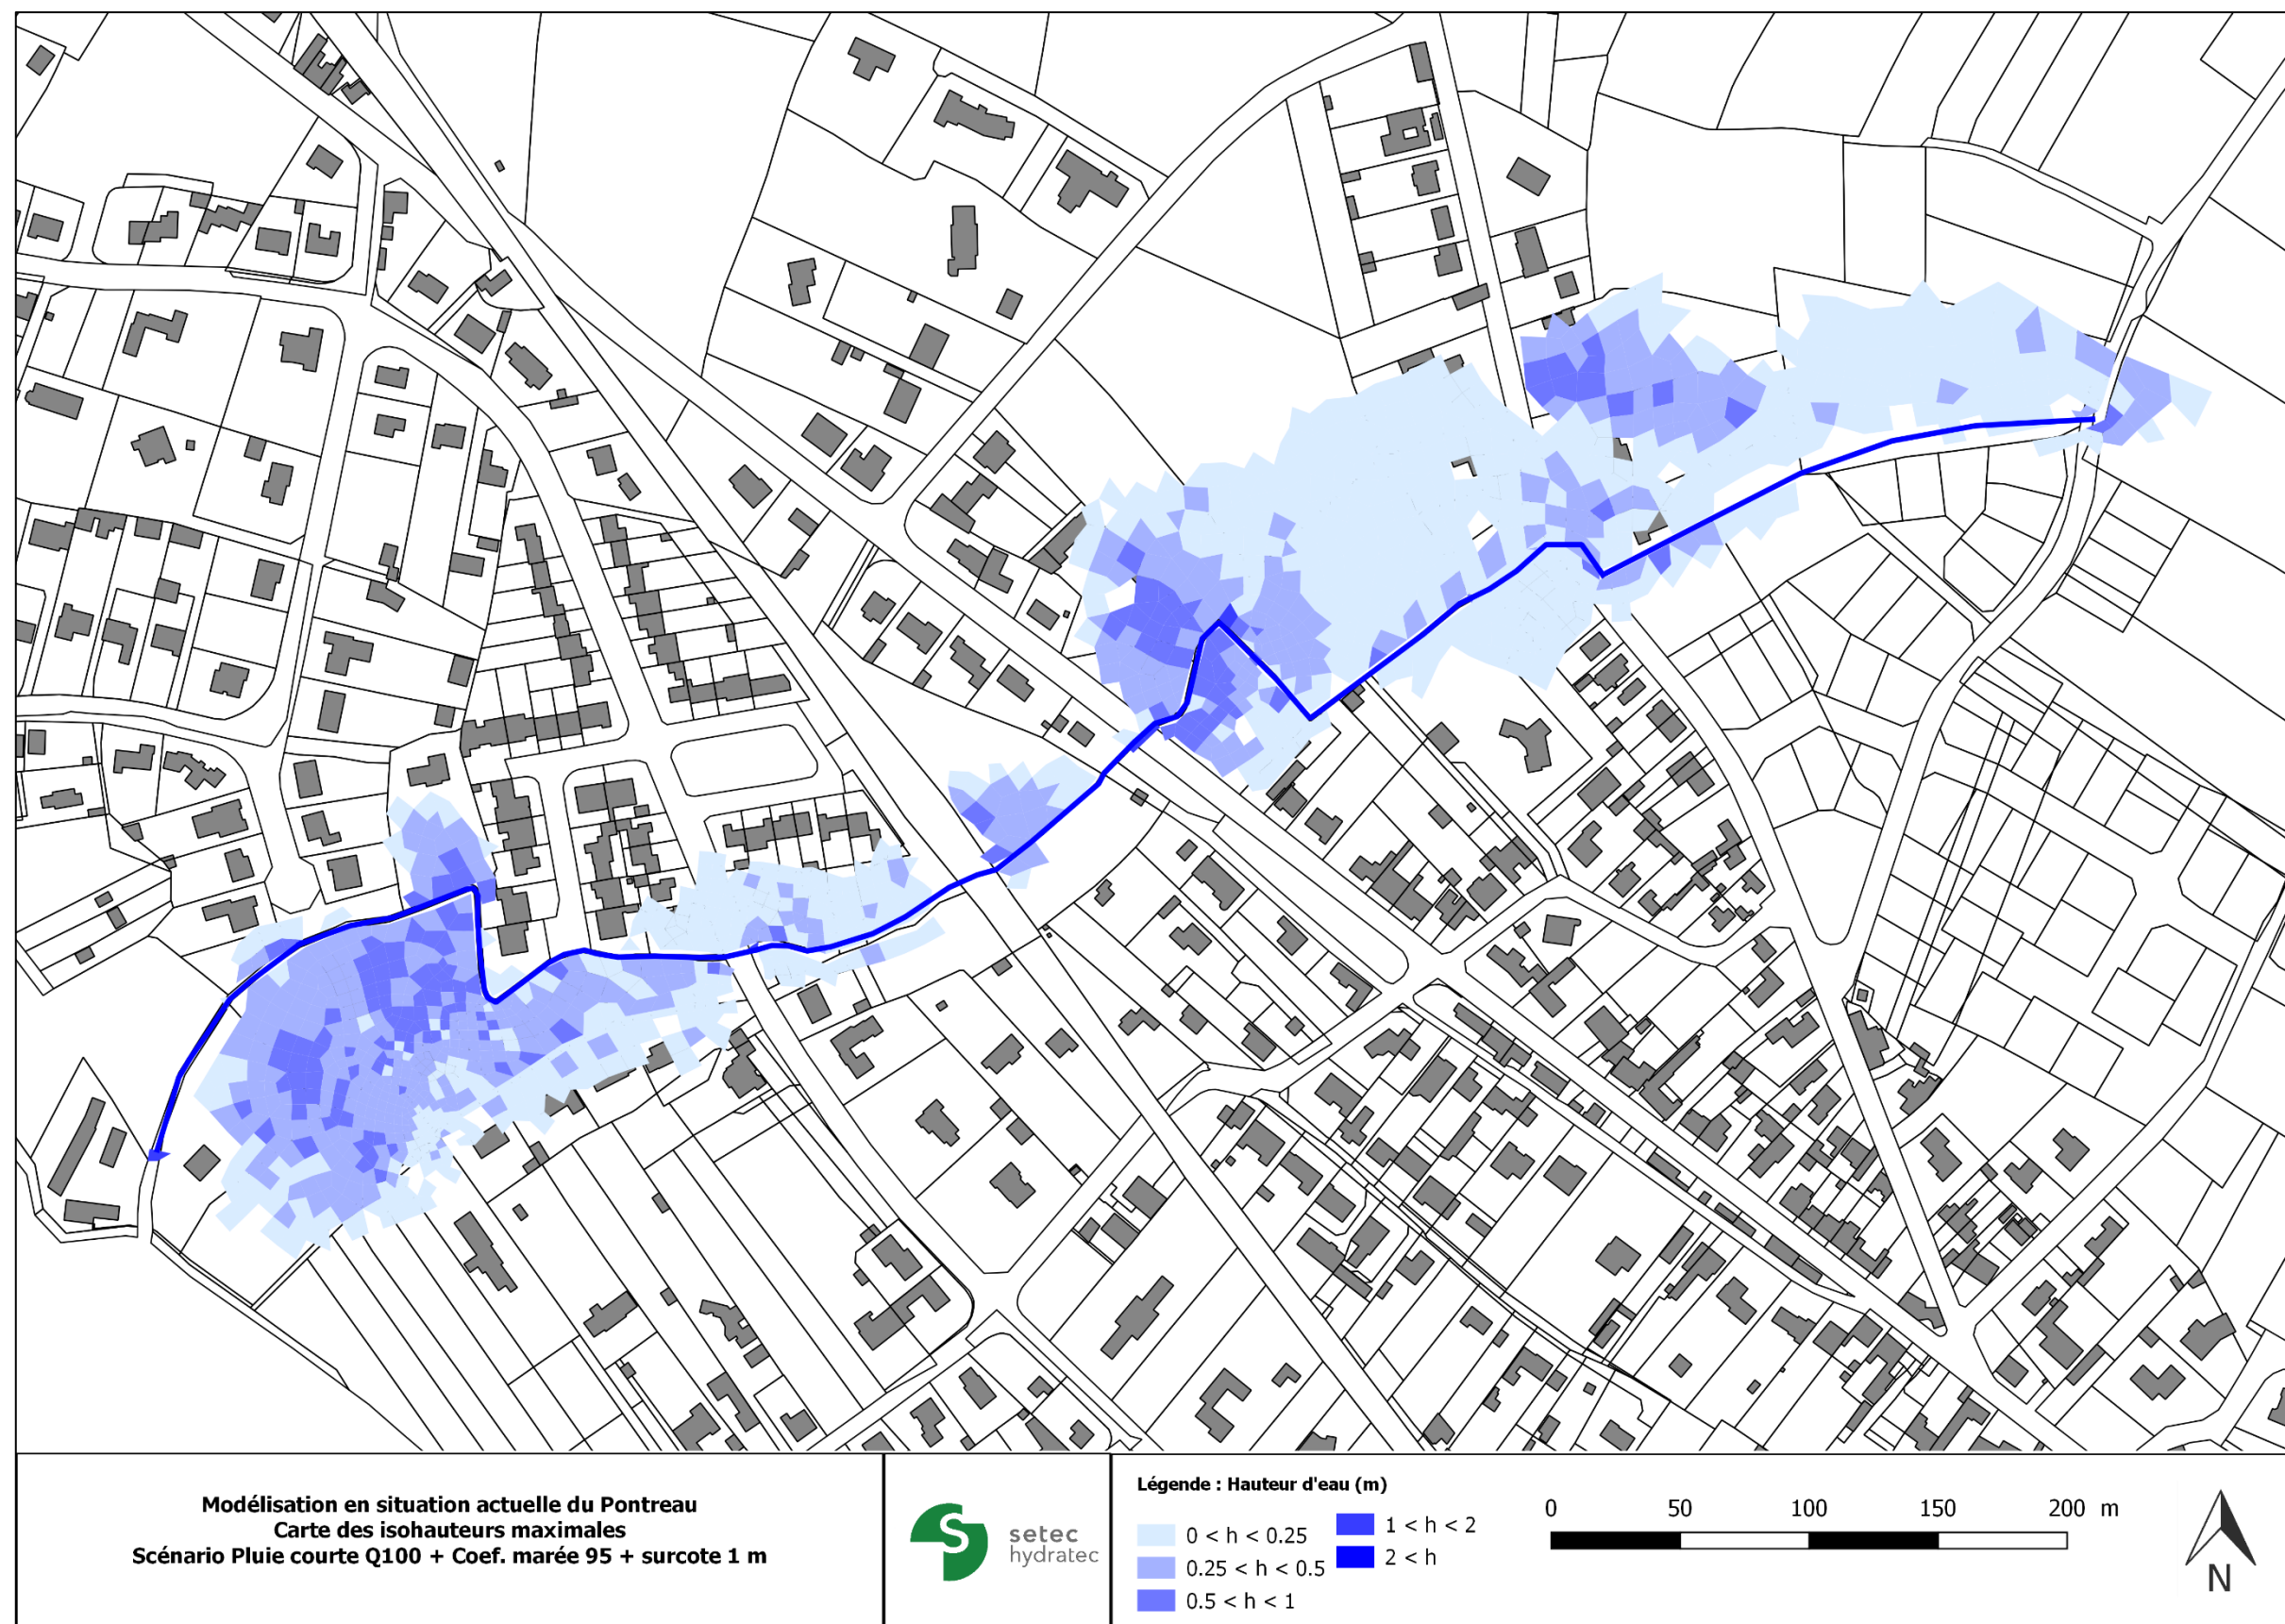 Modélisation en situation actuelle du Pontreau
Carte des isohauteurs maximales
Scénario Pluie courte Q100 + Coef. marée 95 + surcote 1 m
S
setec
hydratec
Légende : Hauteur d'eau (m)
0 < h < 0.25
0.25 < h < 0.5
0.5 < h < 1
1 < h < 2
2 < h
0 50 100 150 200 m
N